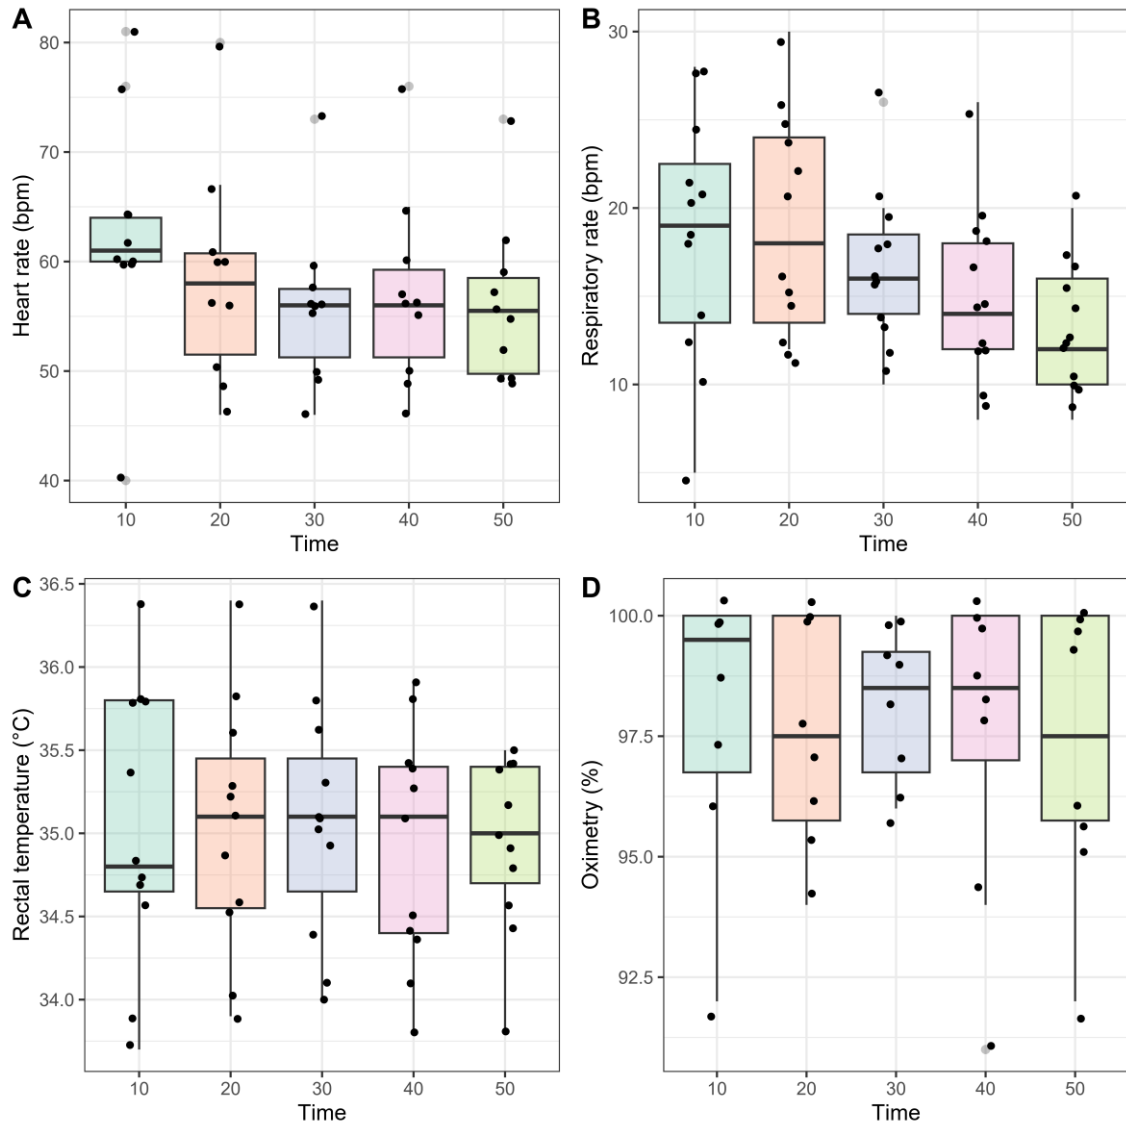 A
Heart rate (bpm)
80
70
60
50
40
10 20 30 40 50
Time
B
Respiratory rate (bpm)
30
20
10
10 20 30 40 50
Time
C
Rectal temperature (°C)
36.5
36.0
35.5
35.0
34.5
34.0
10 20 30 40 50
Time
D
Oximetry (%)
100.0
97.5
95.0
92.5
10 20 30 40 50
Time